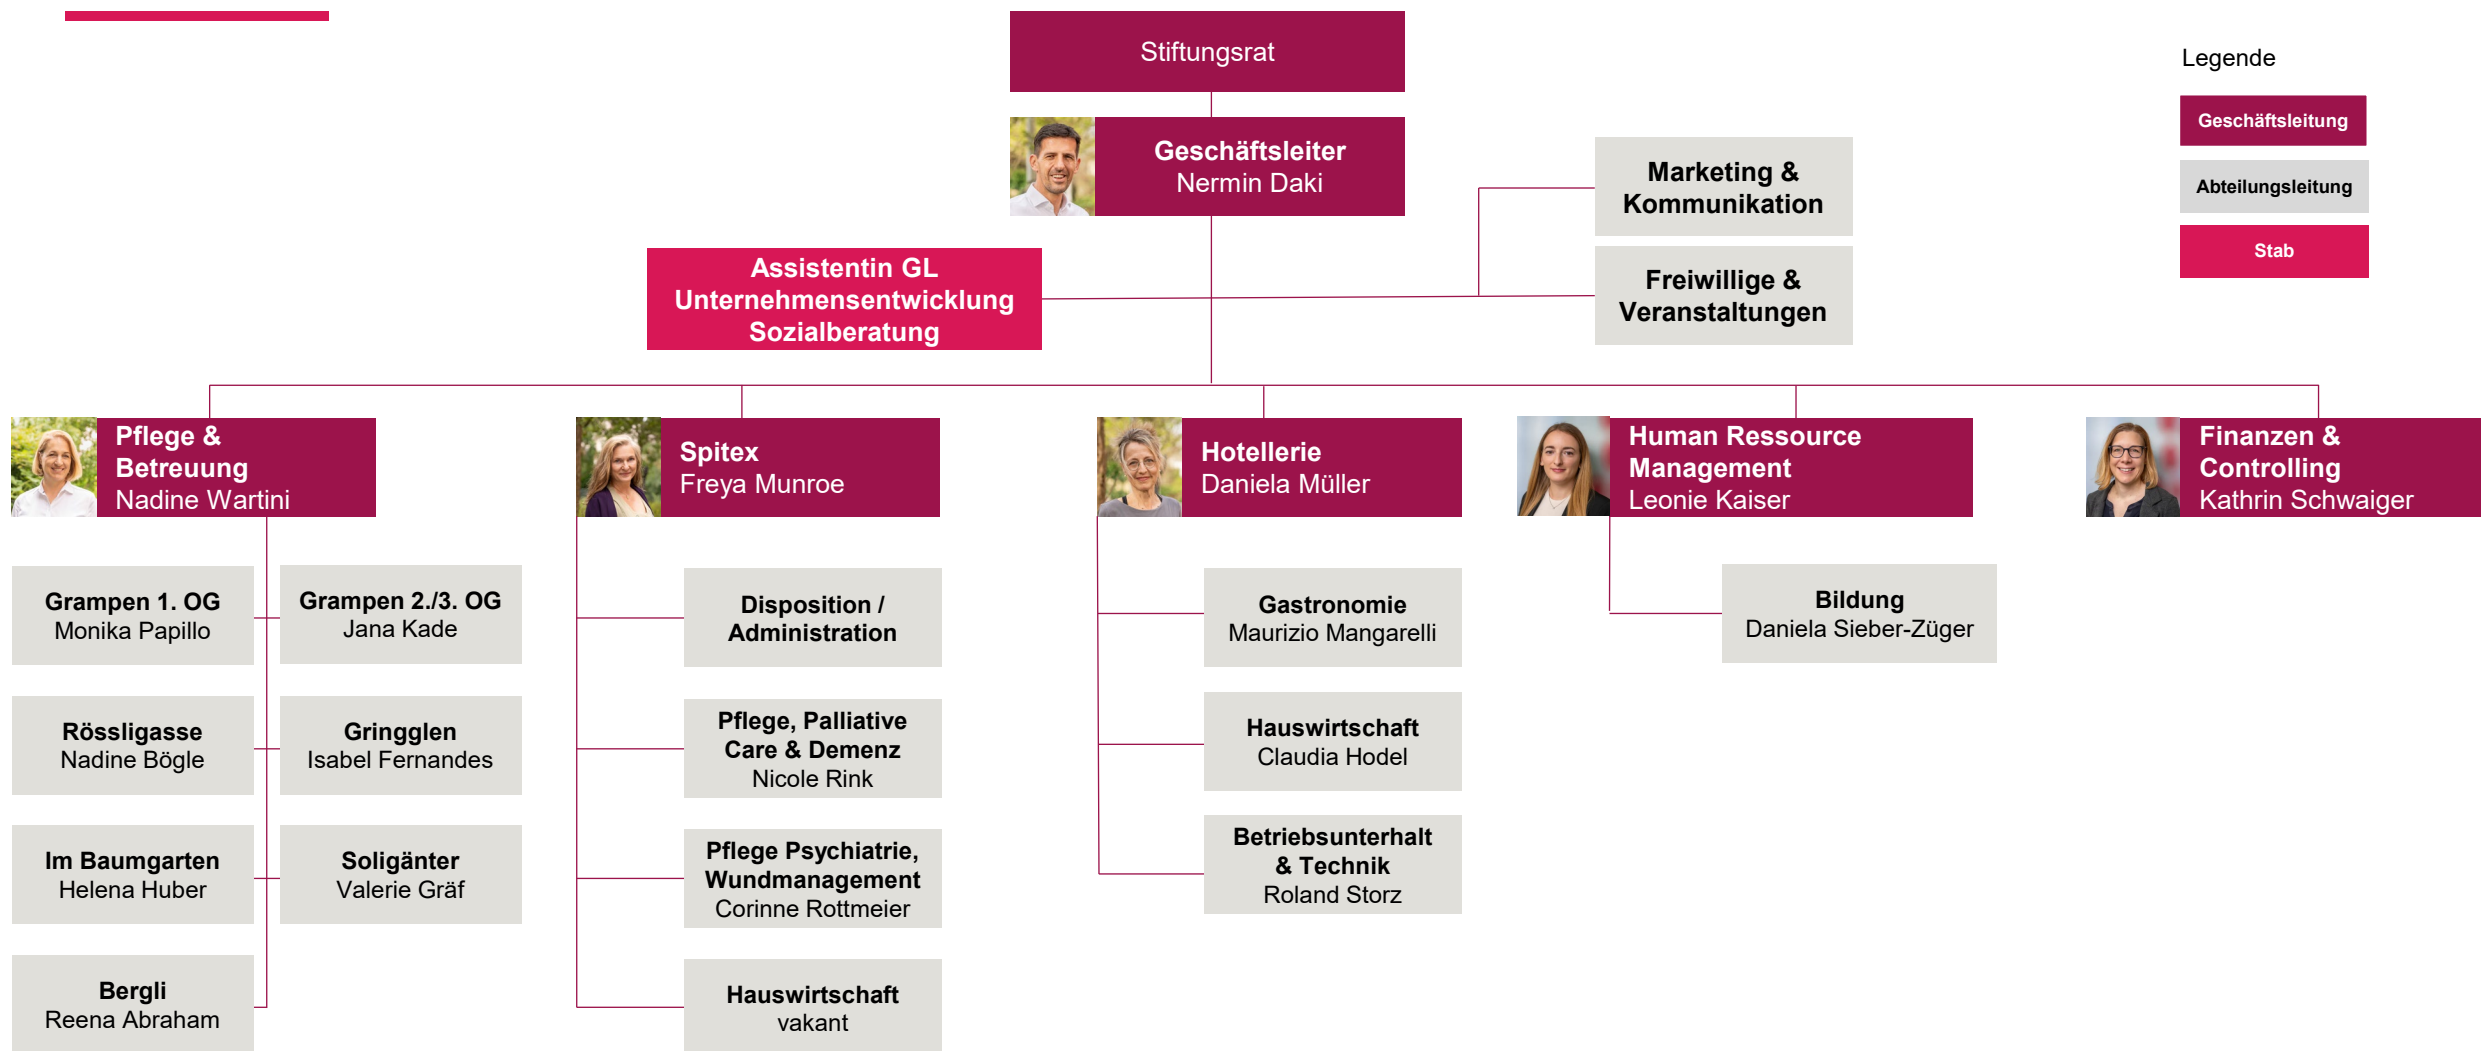 Stiftungsrat
Legende
Geschäftsleitung
Abteilungsleitung
Stab
Geschäftsleiter
Nermin Daki
Marketing &
Kommunikation
Freiwillige &
Veranstaltungen
Assistentin GL
Unternehmensentwicklung
Sozialberatung
Pflege &
Betreuung
Nadine Wartini
Spitex
Freya Munroe
Hotellerie
Daniela Müller
Human Ressource
Management
Leonie Kaiser
Finanzen &
Controlling
Kathrin Schwaiger
Grampen 1. OG
Monika Papillo
Grampen 2./3. OG
Jana Kade
Rössligasse
Nadine Bögle
Gringglen
Isabel Fernandes
Im Baumgarten
Helena Huber
Soligänter
Valerie Gräf
Bergli
Reena Abraham
Disposition /
Administration
Pflege, Palliative
Care & Demenz
Nicole Rink
Pflege Psychiatrie,
Wundmanagement
Corinne Rottmeier
Hauswirtschaft
vakant
Gastronomie
Maurizio Mangarelli
Hauswirtschaft
Claudia Hodel
Betriebsunterhalt
& Technik
Roland Storz
Bildung
Daniela Sieber-Züger